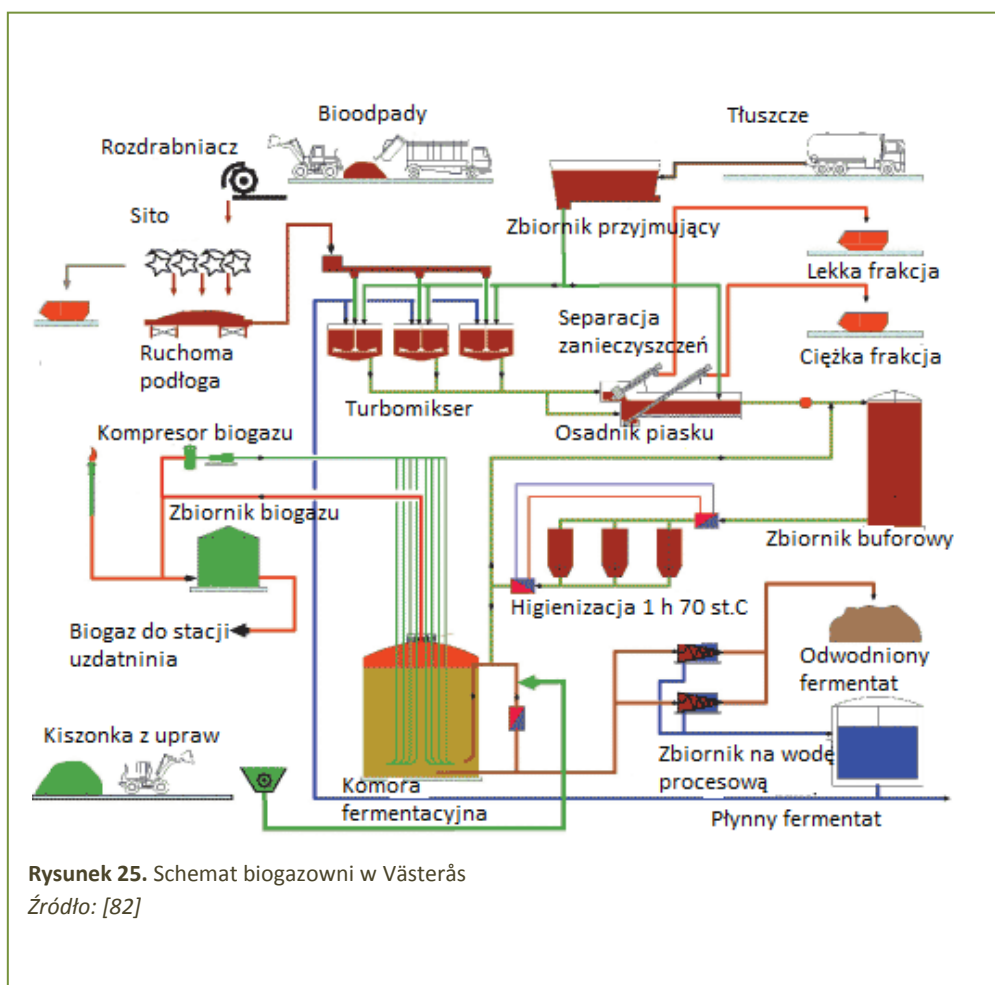 Bioodpady
Tłuszcze
Rozdrabniacz
Sito
Zbiornik przyjmujący
Lekka frakcja
Separacja
zanieczyszczeń
Ciężka frakcja
Ruchoma
podłoga
Turbomikser
Osadnik piasku
Kompresor biogazu
Zbiornik biogazu
Zbiornik buforowy
Higienizacja 1 h 70 st.C
Biogaz do stacji
uzdatninia
Odwodniony
fermentat
Kiszonka z upraw
Zbiornik na wodę
procesową
Komora
fermentacyjna
Płynny fermentat
Rysunek 25. Schemat biogazowni w Västerås
Źródło: [82]